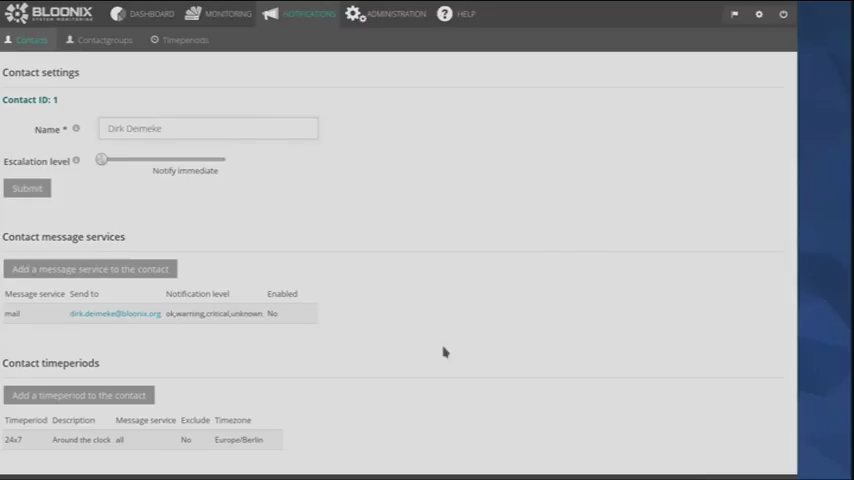 BLOONIX DASHBOARD MONITORING NOTIFICATIONS ADMINISTRATION HELP
SYSTEM MONITORING
Contacts Contactgroups Timeperiods
Contact settings
Contact ID: 1
Name * Dirk Deimeke
Escalation level
Notify immediate
Submit
Contact message services
Add a message service to the contact
Message service Send to Notification level Enabled
mail dirk.deimeke@bloonix.org ok,warning,critical,unknown No
Contact timeperiods
Add a timeperiod to the contact
Timeperiod Description Message service Exclude Timezone
24x7 Around the clock all No Europe/Berlin